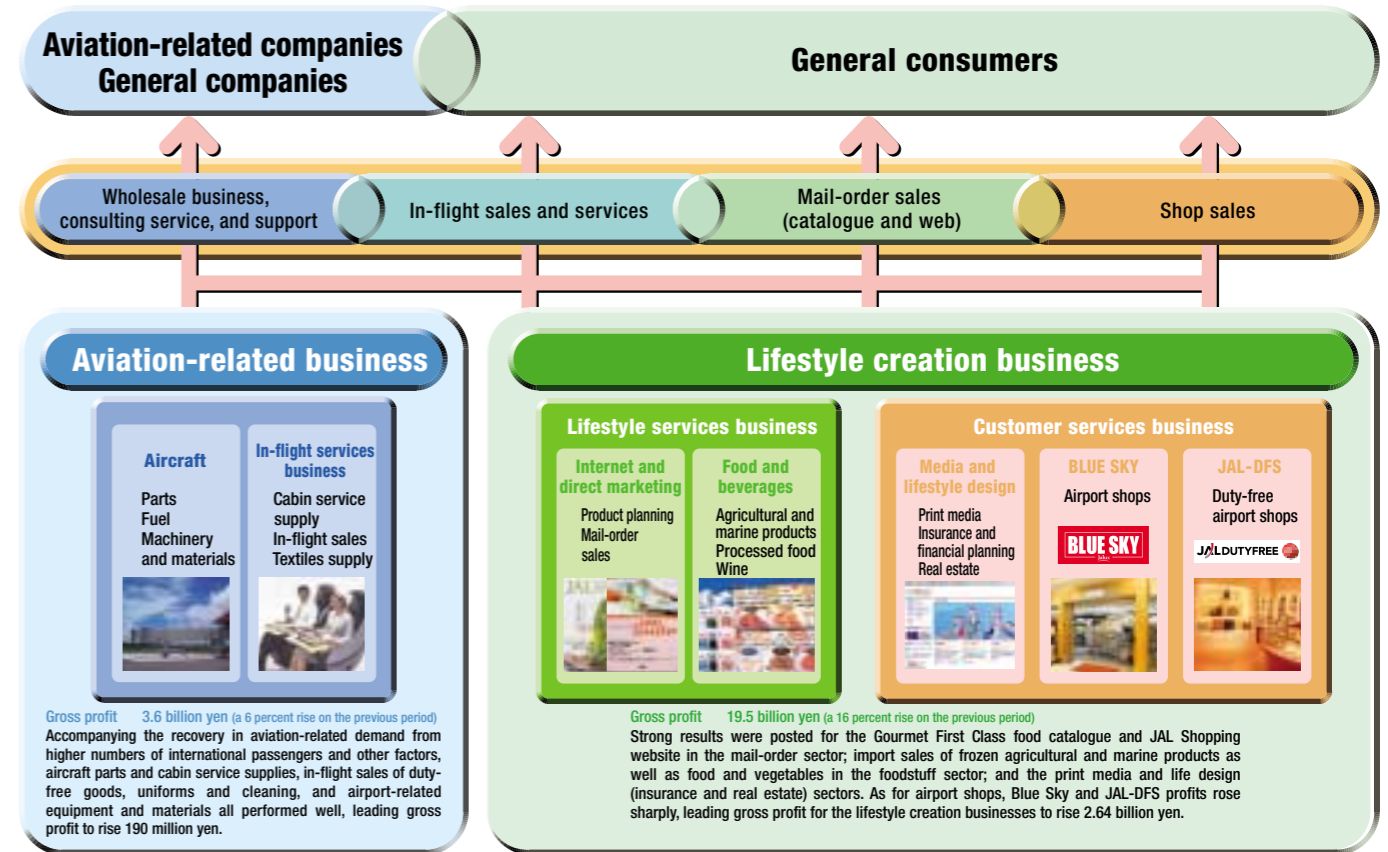 Aviation-related companies
General companies
General consumers
Wholesale business,
consulting service, and support
In-flight sales and services
Mail-order sales
(catalogue and web)
Shop sales
Aviation-related business
Aircraft
Parts
Fuel
Machinery
and materials
In-flight services
business
Cabin service
supply
In-flight sales
Textiles supply
Gross profit 3.6 billion yen (a 6 percent rise on the previous period)
Accompanying the recovery in aviation-related demand from
higher numbers of international passengers and other factors,
aircraft parts and cabin service supplies, in-flight sales of duty-
free goods, uniforms and cleaning, and airport-related
equipment and materials all performed well, leading gross
profit to rise 190 million yen.
Lifestyle creation business
Lifestyle services business
Internet and
direct marketing
Product planning
Mail-order
sales
JAL
Food and
beverages
Agricultural and
marine products
Processed food
Wine
Customer services business
Media and
lifestyle design
Print media
Insurance and
financial planning
Real estate
BLUE SKY
Airport shops
BLUE SKY
JAL-DFS
Duty-free
airport shops
JALDUTYFREE
Gross profit 19.5 billion yen (a 16 percent rise on the previous period)
Strong results were posted for the Gourmet First Class food catalogue and JAL Shopping
website in the mail-order sector; import sales of frozen agricultural and marine products as
well as food and vegetables in the foodstuff sector; and the print media and life design
(insurance and real estate) sectors. As for airport shops, Blue Sky and JAL-DFS profits rose
sharply, leading gross profit for the lifestyle creation businesses to rise 2.64 billion yen.